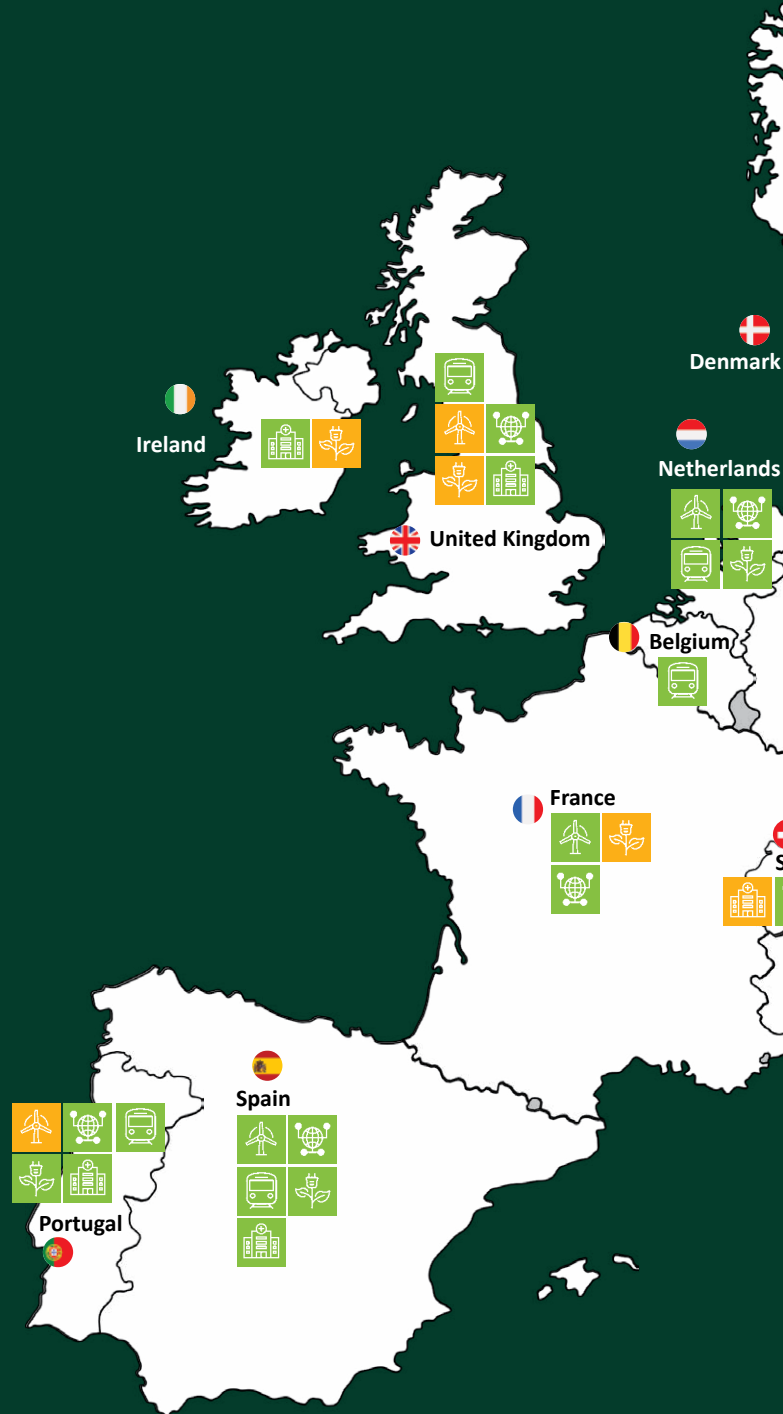 Denmark
Ireland
Netherlands
United Kingdom
Belgium
France
S
Spain
Portugal